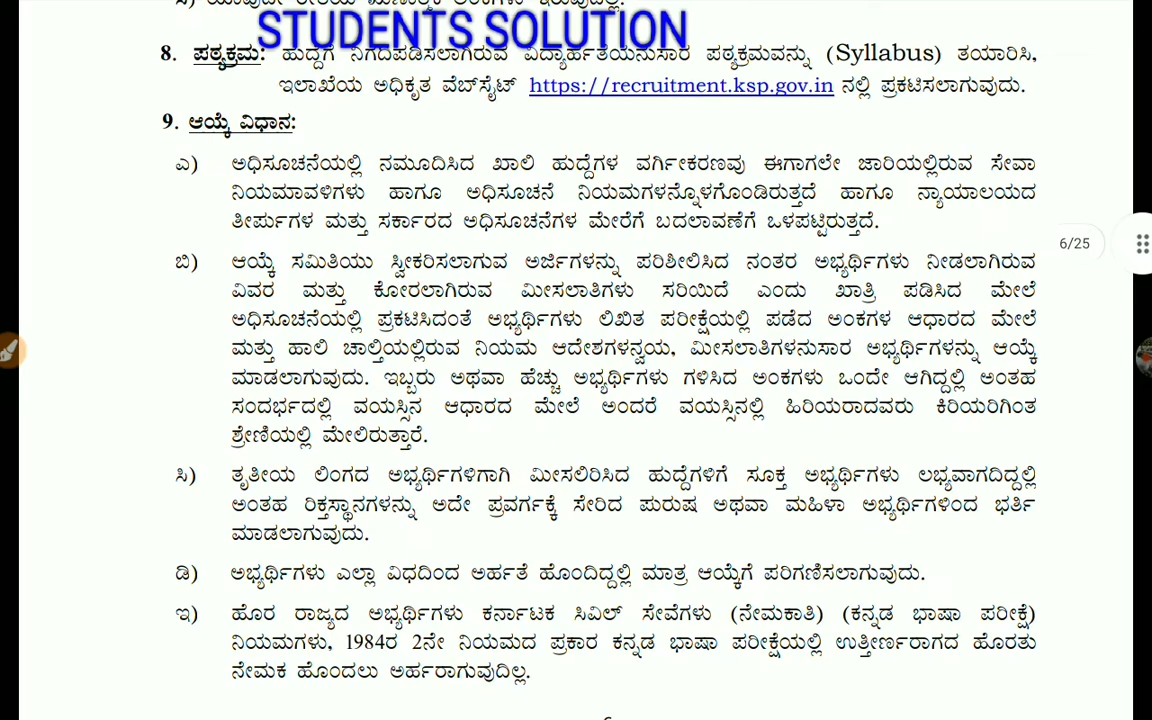 STUDENTS SOLUTION
8. ಪಠ್ಯಕ್ರಮ: ಹುದ್ದೆಗೆ ನಿಗದಿಪಡಿಸಲಾಗಿರುವ ವಿದ್ಯಾರ್ಹತೆಯನುಸಾರ ಪಠ್ಯಕ್ರಮವನ್ನು (Syllabus) ತಯಾರಿಸಿ,
ಇಲಾಖೆಯ ಅಧಿಕೃತ ವೆಬ್‌ಸೈಟ್ https://recruitment.ksp.gov.in ನಲ್ಲಿ ಪ್ರಕಟಿಸಲಾಗುವುದು.
9. ಆಯ್ಕೆ ವಿಧಾನ:
ಎ) ಅಧಿಸೂಚನೆಯಲ್ಲಿ ನಮೂದಿಸಿದ ಖಾಲಿ ಹುದ್ದೆಗಳ ವರ್ಗೀಕರಣವು ಈಗಾಗಲೇ ಜಾರಿಯಲ್ಲಿರುವ ಸೇವಾ
ನಿಯಮಾವಳಿಗಳು ಹಾಗೂ ಅಧಿಸೂಚನೆ ನಿಯಮಗಳನ್ನೊಳಗೊಂಡಿರುತ್ತದೆ ಹಾಗೂ ನ್ಯಾಯಾಲಯದ
ತೀರ್ಪುಗಳ ಮತ್ತು ಸರ್ಕಾರದ ಅಧಿಸೂಚನೆಗಳ ಮೇರೆಗೆ ಬದಲಾವಣೆಗೆ ಒಳಪಟ್ಟಿರುತ್ತದೆ.
6/25
ಬಿ) ಆಯ್ಕೆ ಸಮಿತಿಯು ಸ್ವೀಕರಿಸಲಾಗುವ ಅರ್ಜಿಗಳನ್ನು ಪರಿಶೀಲಿಸಿದ ನಂತರ ಅಭ್ಯರ್ಥಿಗಳು ನೀಡಲಾಗಿರುವ
ವಿವರ ಮತ್ತು ಕೋರಲಾಗಿರುವ ಮೀಸಲಾತಿಗಳು ಸರಿಯಿದೆ ಎಂದು ಖಾತ್ರಿ ಪಡಿಸಿದ ಮೇಲೆ
ಅಧಿಸೂಚನೆಯಲ್ಲಿ ಪ್ರಕಟಿಸಿದಂತೆ ಅಭ್ಯರ್ಥಿಗಳು ಲಿಖಿತ ಪರೀಕ್ಷೆಯಲ್ಲಿ ಪಡೆದ ಅಂಕಗಳ ಆಧಾರದ ಮೇಲೆ
ಮತ್ತು ಹಾಲಿ ಚಾಲ್ತಿಯಲ್ಲಿರುವ ನಿಯಮ ಆದೇಶಗಳನ್ವಯ, ಮೀಸಲಾತಿಗಳನುಸಾರ ಅಭ್ಯರ್ಥಿಗಳನ್ನು ಆಯ್ಕೆ
ಮಾಡಲಾಗುವುದು. ಇಬ್ಬರು ಅಥವಾ ಹೆಚ್ಚು ಅಭ್ಯರ್ಥಿಗಳು ಗಳಿಸಿದ ಅಂಕಗಳು ಒಂದೇ ಆಗಿದ್ದಲ್ಲಿ ಅಂತಹ
ಸಂದರ್ಭದಲ್ಲಿ ವಯಸ್ಸಿನ ಆಧಾರದ ಮೇಲೆ ಅಂದರೆ ವಯಸ್ಸಿನಲ್ಲಿ ಹಿರಿಯರಾದವರು ಕಿರಿಯರಿಗಿಂತ
ಶ್ರೇಣಿಯಲ್ಲಿ ಮೇಲಿರುತ್ತಾರೆ.
ಸಿ) ತೃತೀಯ ಲಿಂಗದ ಅಭ್ಯರ್ಥಿಗಳಿಗಾಗಿ ಮೀಸಲಿರಿಸಿದ ಹುದ್ದೆಗಳಿಗೆ ಸೂಕ್ತ ಅಭ್ಯರ್ಥಿಗಳು ಲಭ್ಯವಾಗದಿದ್ದಲ್ಲಿ
ಅಂತಹ ರಿಕ್ತಸ್ಥಾನಗಳನ್ನು ಅದೇ ಪ್ರವರ್ಗಕ್ಕೆ ಸೇರಿದ ಪುರುಷ ಅಥವಾ ಮಹಿಳಾ ಅಭ್ಯರ್ಥಿಗಳಿಂದ ಭರ್ತಿ
ಮಾಡಲಾಗುವುದು.
ಡಿ) ಅಭ್ಯರ್ಥಿಗಳು ಎಲ್ಲಾ ವಿಧದಿಂದ ಅರ್ಹತೆ ಹೊಂದಿದ್ದಲ್ಲಿ ಮಾತ್ರ ಆಯ್ಕೆಗೆ ಪರಿಗಣಿಸಲಾಗುವುದು.
ಇ) ಹೊರ ರಾಜ್ಯದ ಅಭ್ಯರ್ಥಿಗಳು ಕರ್ನಾಟಕ ಸಿವಿಲ್ ಸೇವೆಗಳು (ನೇಮಕಾತಿ) (ಕನ್ನಡ ಭಾಷಾ ಪರೀಕ್ಷೆ)
ನಿಯಮಗಳು, 1984ರ 2ನೇ ನಿಯಮದ ಪ್ರಕಾರ ಕನ್ನಡ ಭಾಷಾ ಪರೀಕ್ಷೆಯಲ್ಲಿ ಉತ್ತೀರ್ಣರಾಗದ ಹೊರತು
ನೇಮಕ ಹೊಂದಲು ಅರ್ಹರಾಗುವುದಿಲ್ಲ.